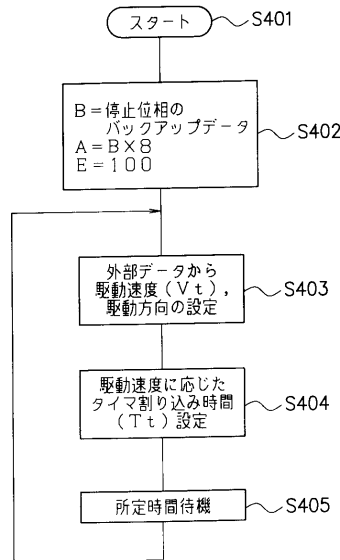 スタート
S401
B=停止位相の
バックアップデータ
A=B×8
E=100
S402
外部データから
駆動速度(Vt),
駆動方向の設定
S403
駆動速度に応じた
タイマ割り込み時間
(Tt)設定
S404
所定時間待機
S405